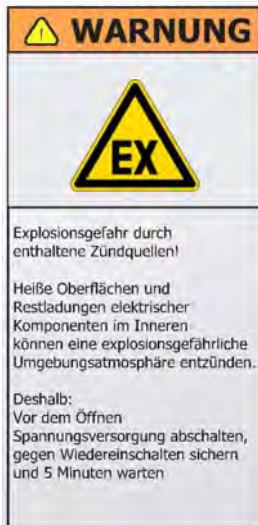 WARNUNG
EX
Explosionsgefahr durch
enthaltene Zündquellen!
Heiße Oberflächen und
Restladungen elektrischer
Komponenten im Inneren
können eine explosionsgefährliche
Umgebungsatmosphäre entzünden.
Deshalb:
Vor dem Öffnen
Spannungsversorgung abschalten,
gegen Wiedereinschalten sichern
und 5 Minuten warten